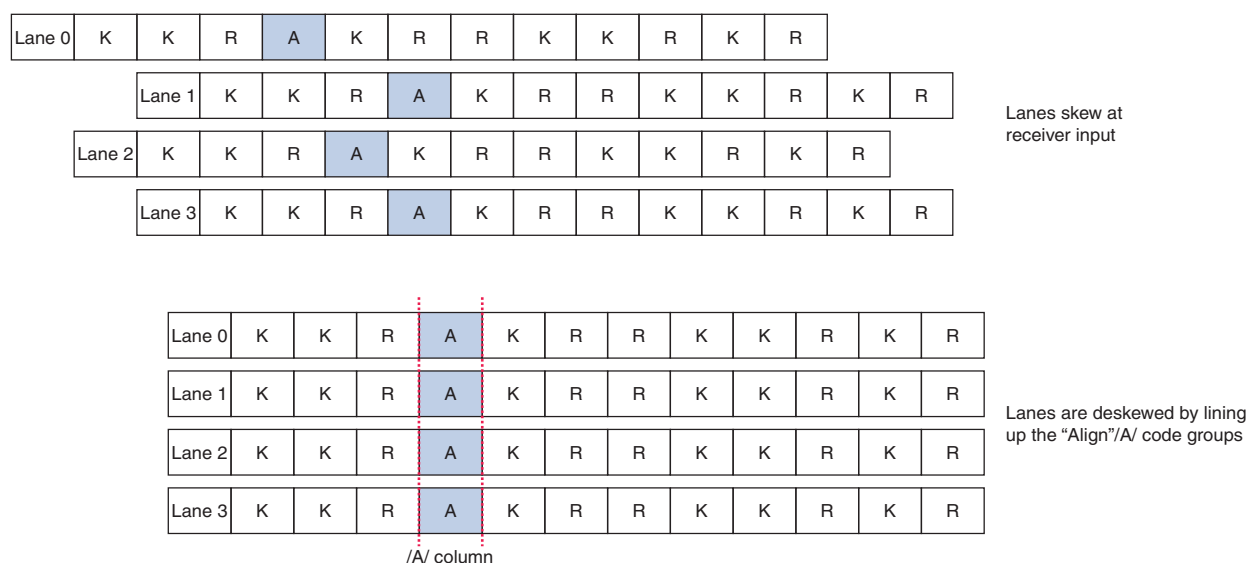 Lane 0 K K R A K R R K K R K R
Lane 1 K K R A K R R K K R K R
Lanes skew at
receiver input
Lane 2 K K R A K R R K K R K R
Lane 3 K K R A K R R K K R K R
Lane 0 K K R A K R R K K R K R
Lane 1 K K R A K R R K K R K R
Lanes are deskewed by lining
up the “Align”/A/ code groups
Lane 2 K K R A K R R K K R K R
Lane 3 K K R A K R R K K R K R
/A/ column